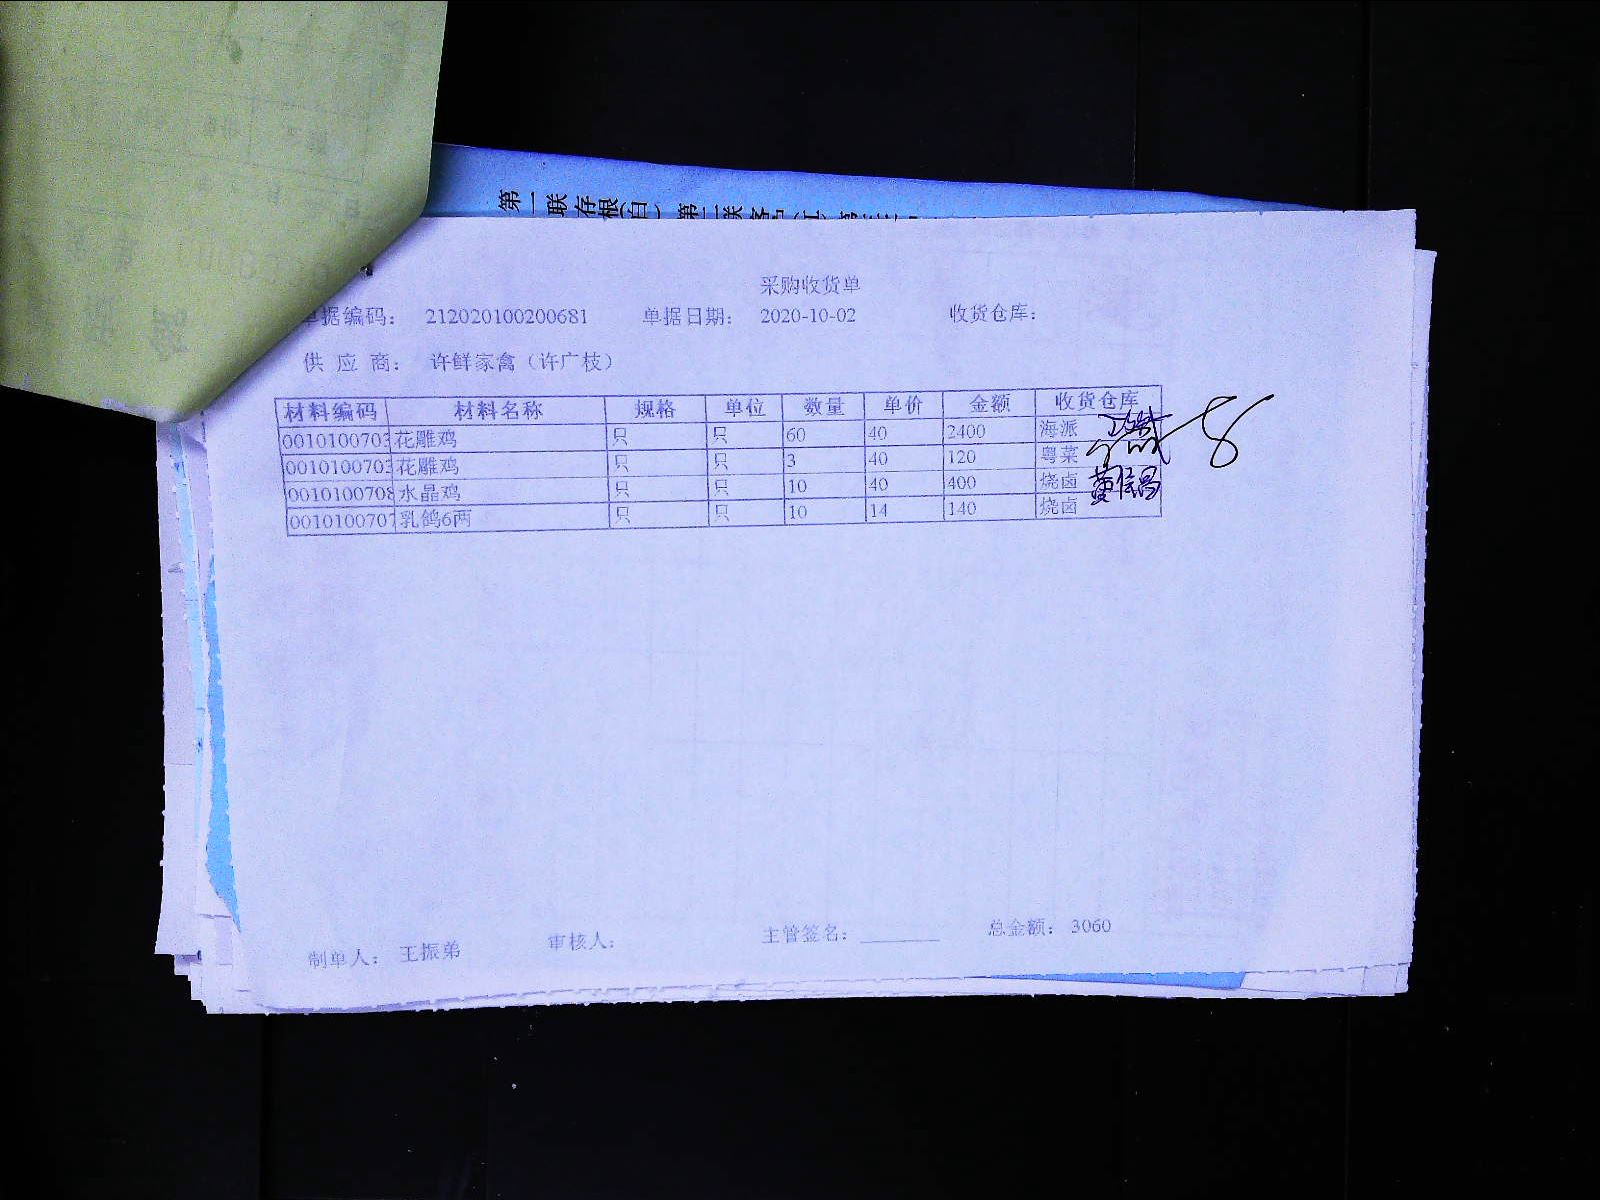 第一联存根(白) 第二联
采购收货单
单据编码： 212020100200681 单据日期： 2020-10-02 收货仓库：
供 应 商： 许鲜家禽（许广枝）
材料编码 材料名称 规格 单位 数量 单价 金额 收货仓库
0010100703 花雕鸡 只 只 60 40 2400 海派
0010100703 花雕鸡 只 只 3 40 120 粤菜
0010100708 水晶鸡 只 只 10 40 400 烧卤
0010100707 乳鸽6两 只 只 10 14 140 烧卤
制单人： 王振弟 审核人： 主管签名： 总金额： 3060